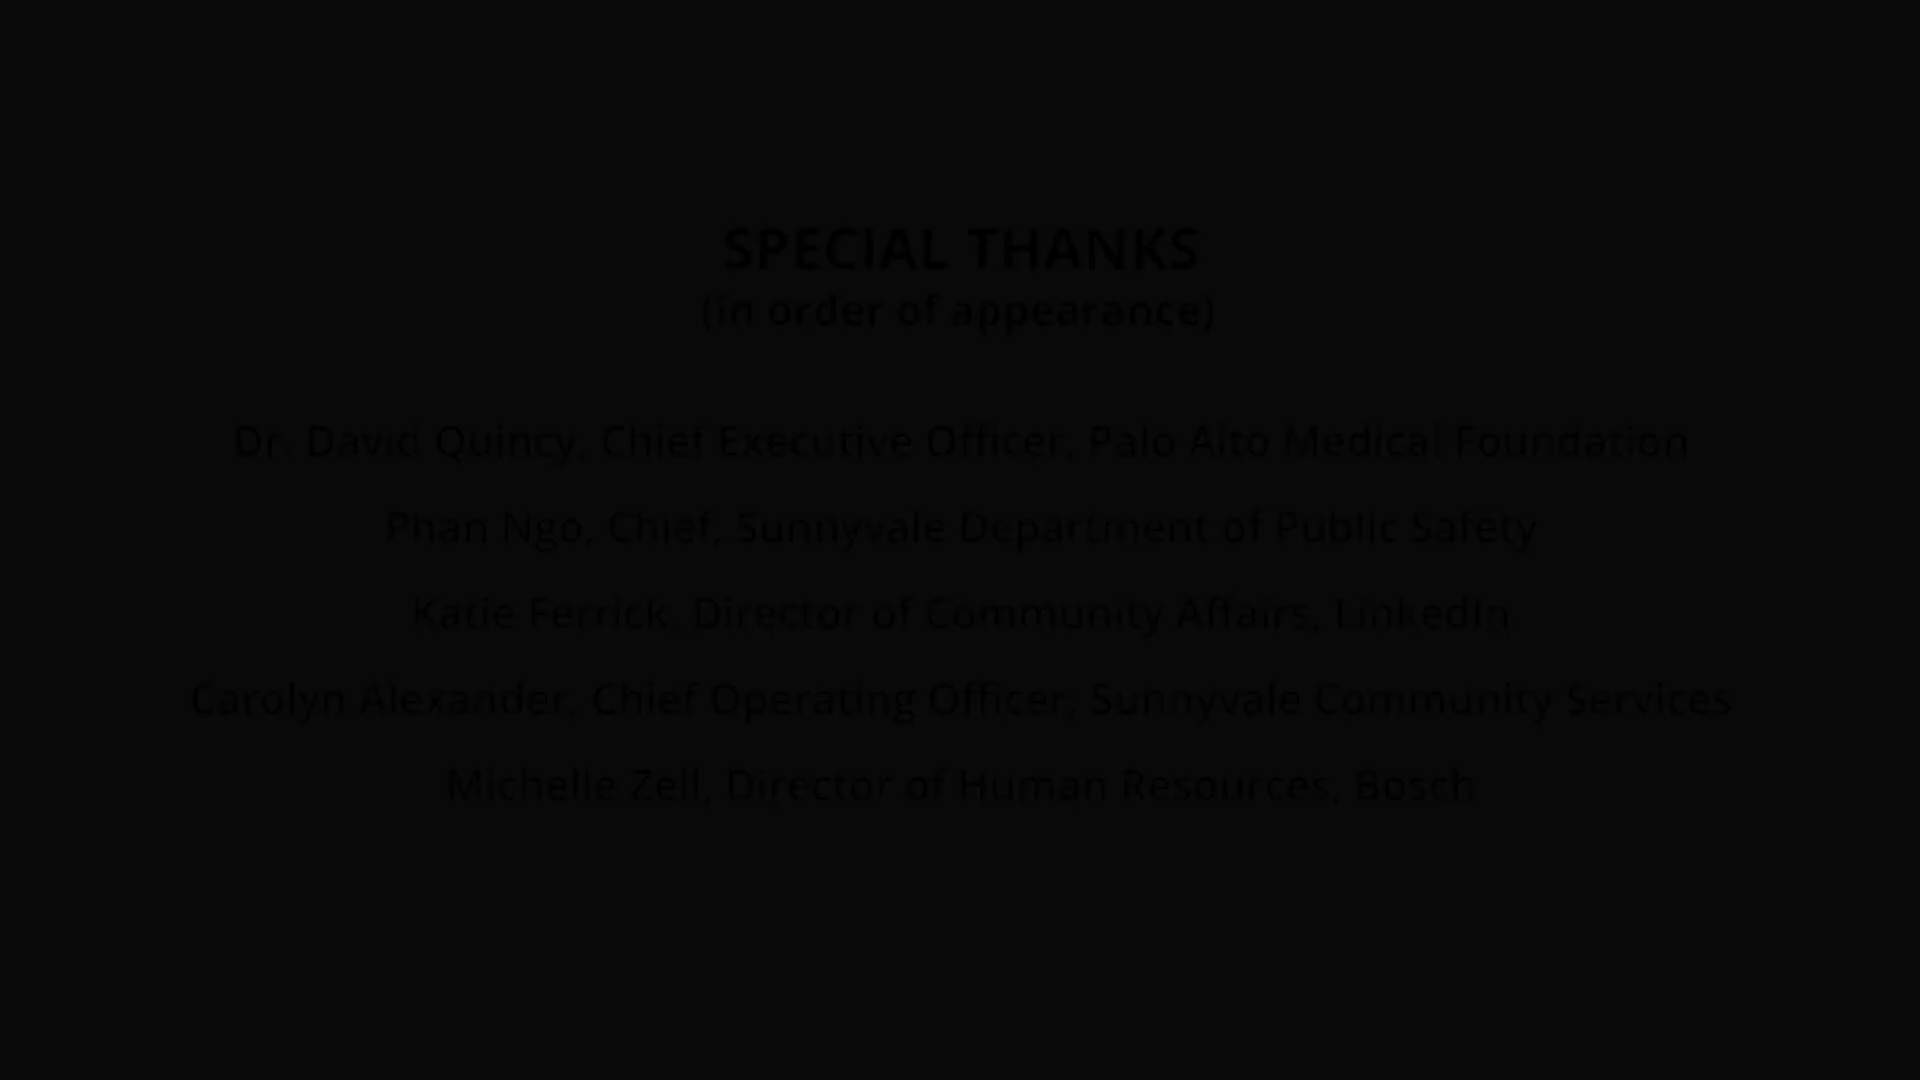 SPECIAL THANKS
(in order of appearance)
Dr. David Quincy, Chief Executive Officer, Palo Alto Medical Foundation
Phan Ngo, Chief, Sunnyvale Department of Public Safety
Katie Ferrick, Director of Community Affairs, LinkedIn
Carolyn Alexander, Chief Operating Officer, Sunnyvale Community Services
Michelle Zell, Director of Human Resources, Bosch